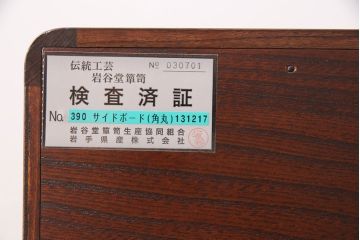 伝統工芸 No 030701
岩谷堂簞笥
検査済証
No. 390 サイドボード(角丸)131217
岩谷堂簞笥生産協同組合
岩手県産株式会社